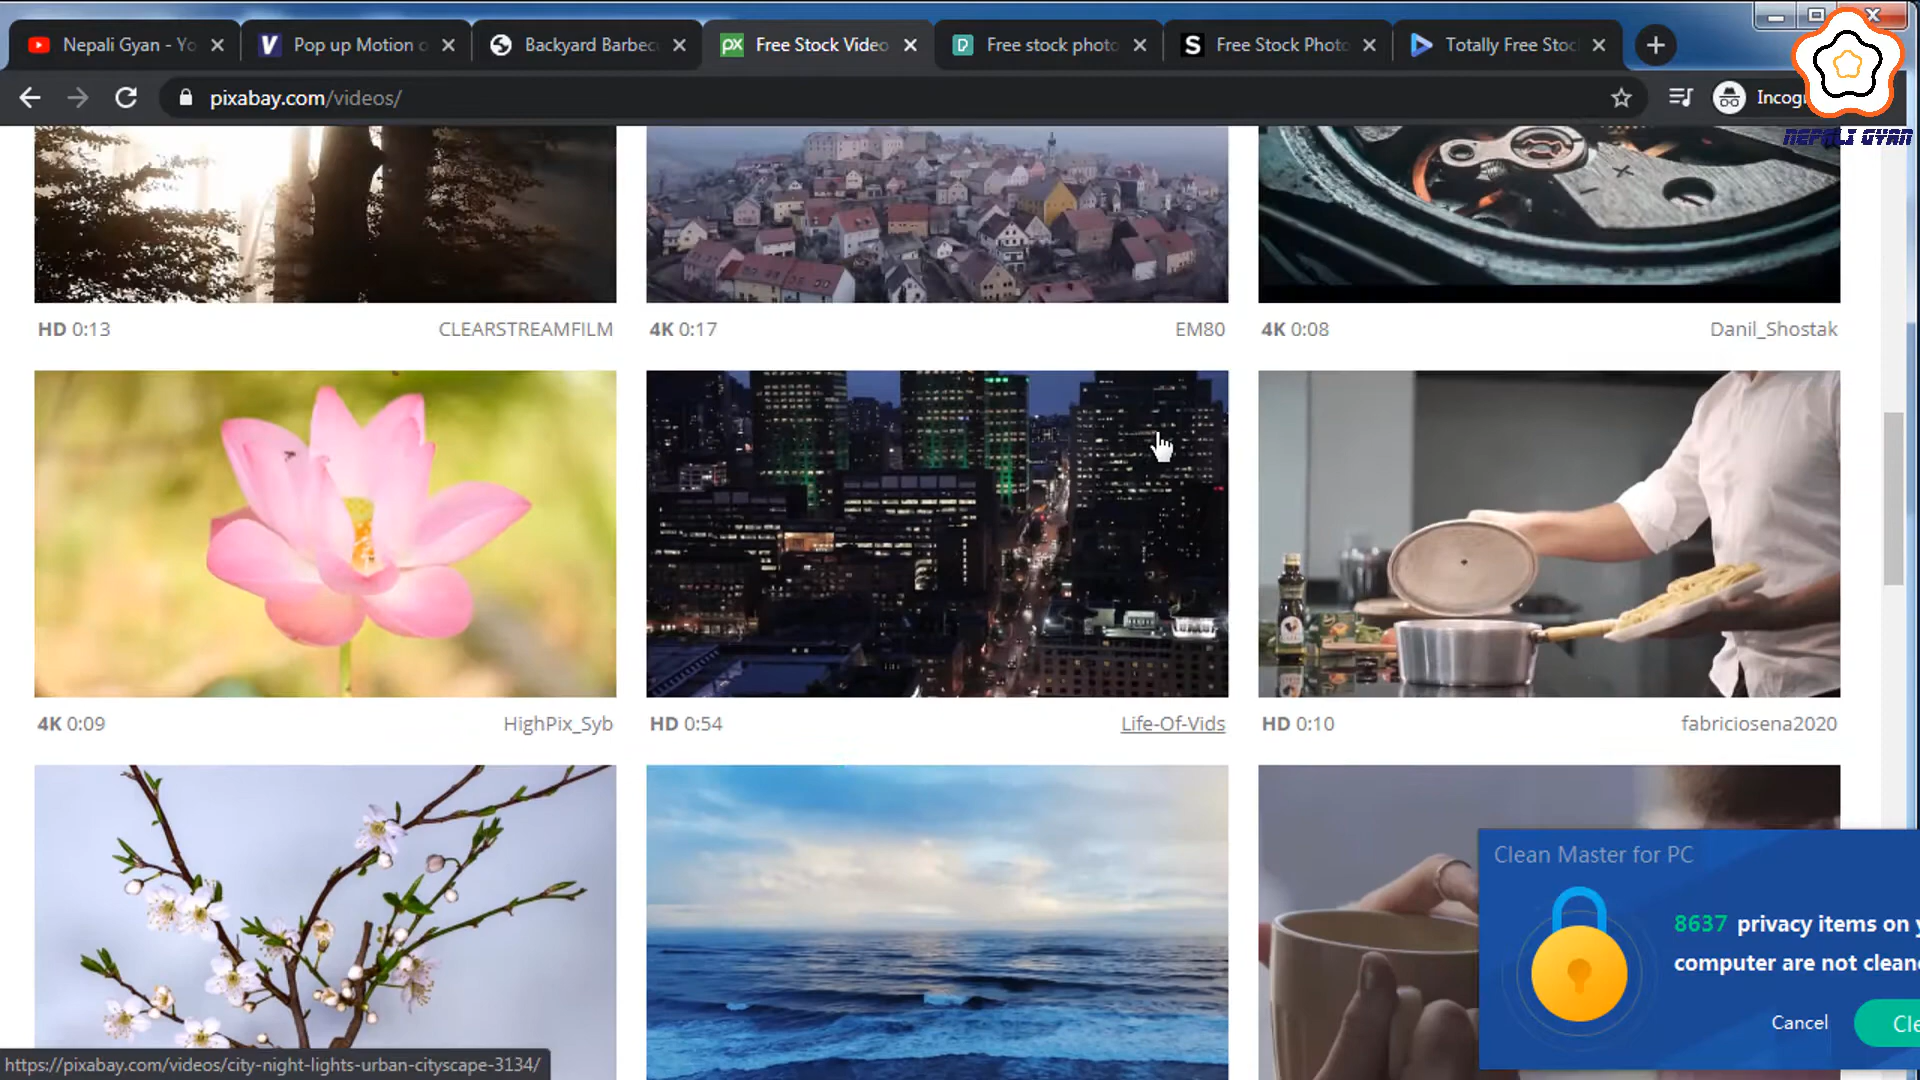 Nepali Gyan - Yo
Pop up Motion
Backyard Barbec
Free Stock Video
Free stock photo
Free Stock Photo
Totally Free Stoc
pixabay.com/videos/
Incog
NEPALI GYAN
HD 0:13
CLEARSTREAMFILM
4K 0:17
EM80
4K 0:08
Danil_Shostak
4K 0:09
HighPix_Syb
HD 0:54
Life-Of-Vids
HD 0:10
fabriciosena2020
Clean Master for PC
8637 privacy items on
computer are not cleane
Cancel
Cle
https://pixabay.com/videos/city-night-lights-urban-cityscape-3134/